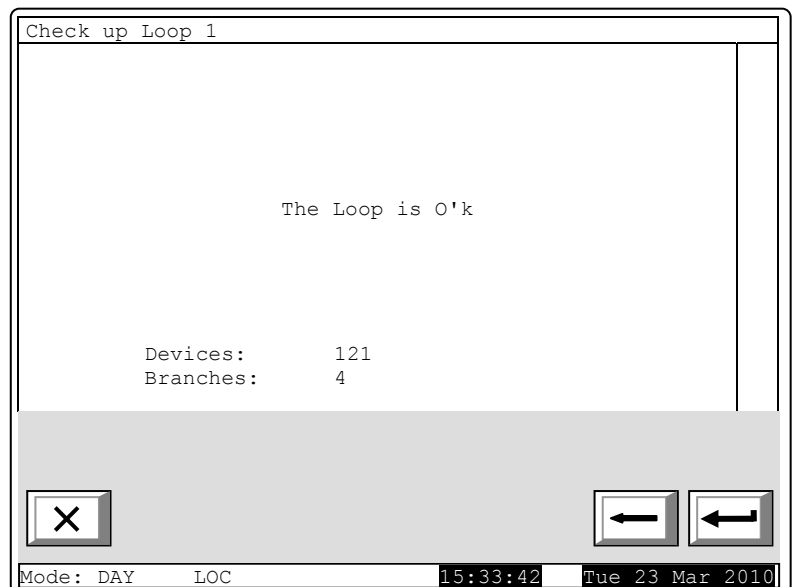 Check up Loop 1
The Loop is O'k
Devices: 121
Branches: 4
Mode: DAY LOC 15:33:42 Tue 23 Mar 2010